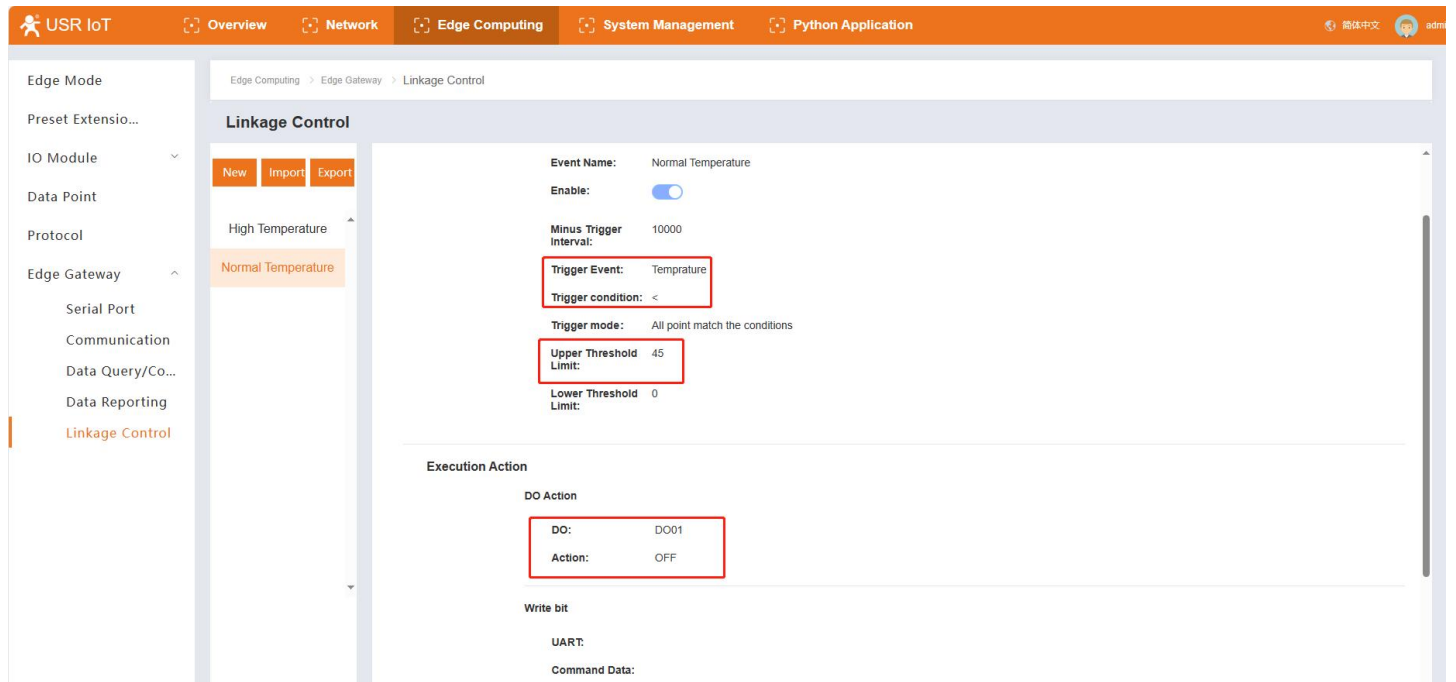 USR IoT
Overview
Network
Edge Computing
System Management
Python Application
简体中文
Edge Mode
Preset Extensio...
IO Module
Data Point
Protocol
Edge Gateway
Serial Port
Communication
Data Query/Co...
Data Reporting
Linkage Control
Edge Computing > Edge Gateway > Linkage Control
Linkage Control
New Import Export
High Temperature
Normal Temperature
Event Name: Normal Temperature
Enable:
Minus Trigger 10000
Interval:
Trigger Event: Temprature
Trigger condition: <
Trigger mode: All point match the conditions
Upper Threshold 45
Limit:
Lower Threshold 0
Limit:
Execution Action
DO Action
DO: DO01
Action: OFF
Write bit
UART:
Command Data: